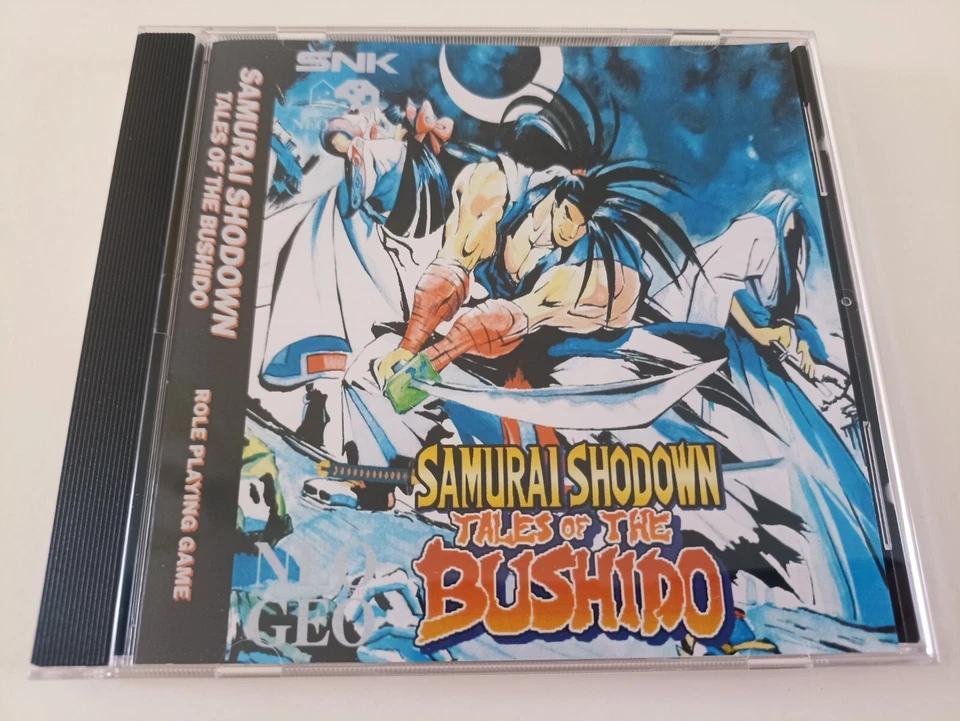 SNK
SAMURAI SHODOWN
TALES OF THE BUSHIDO
ROLE PLAYING GAME
SAMURAI SHODOWN
TALES OF THE
BUSHIDO
NEO
GEO